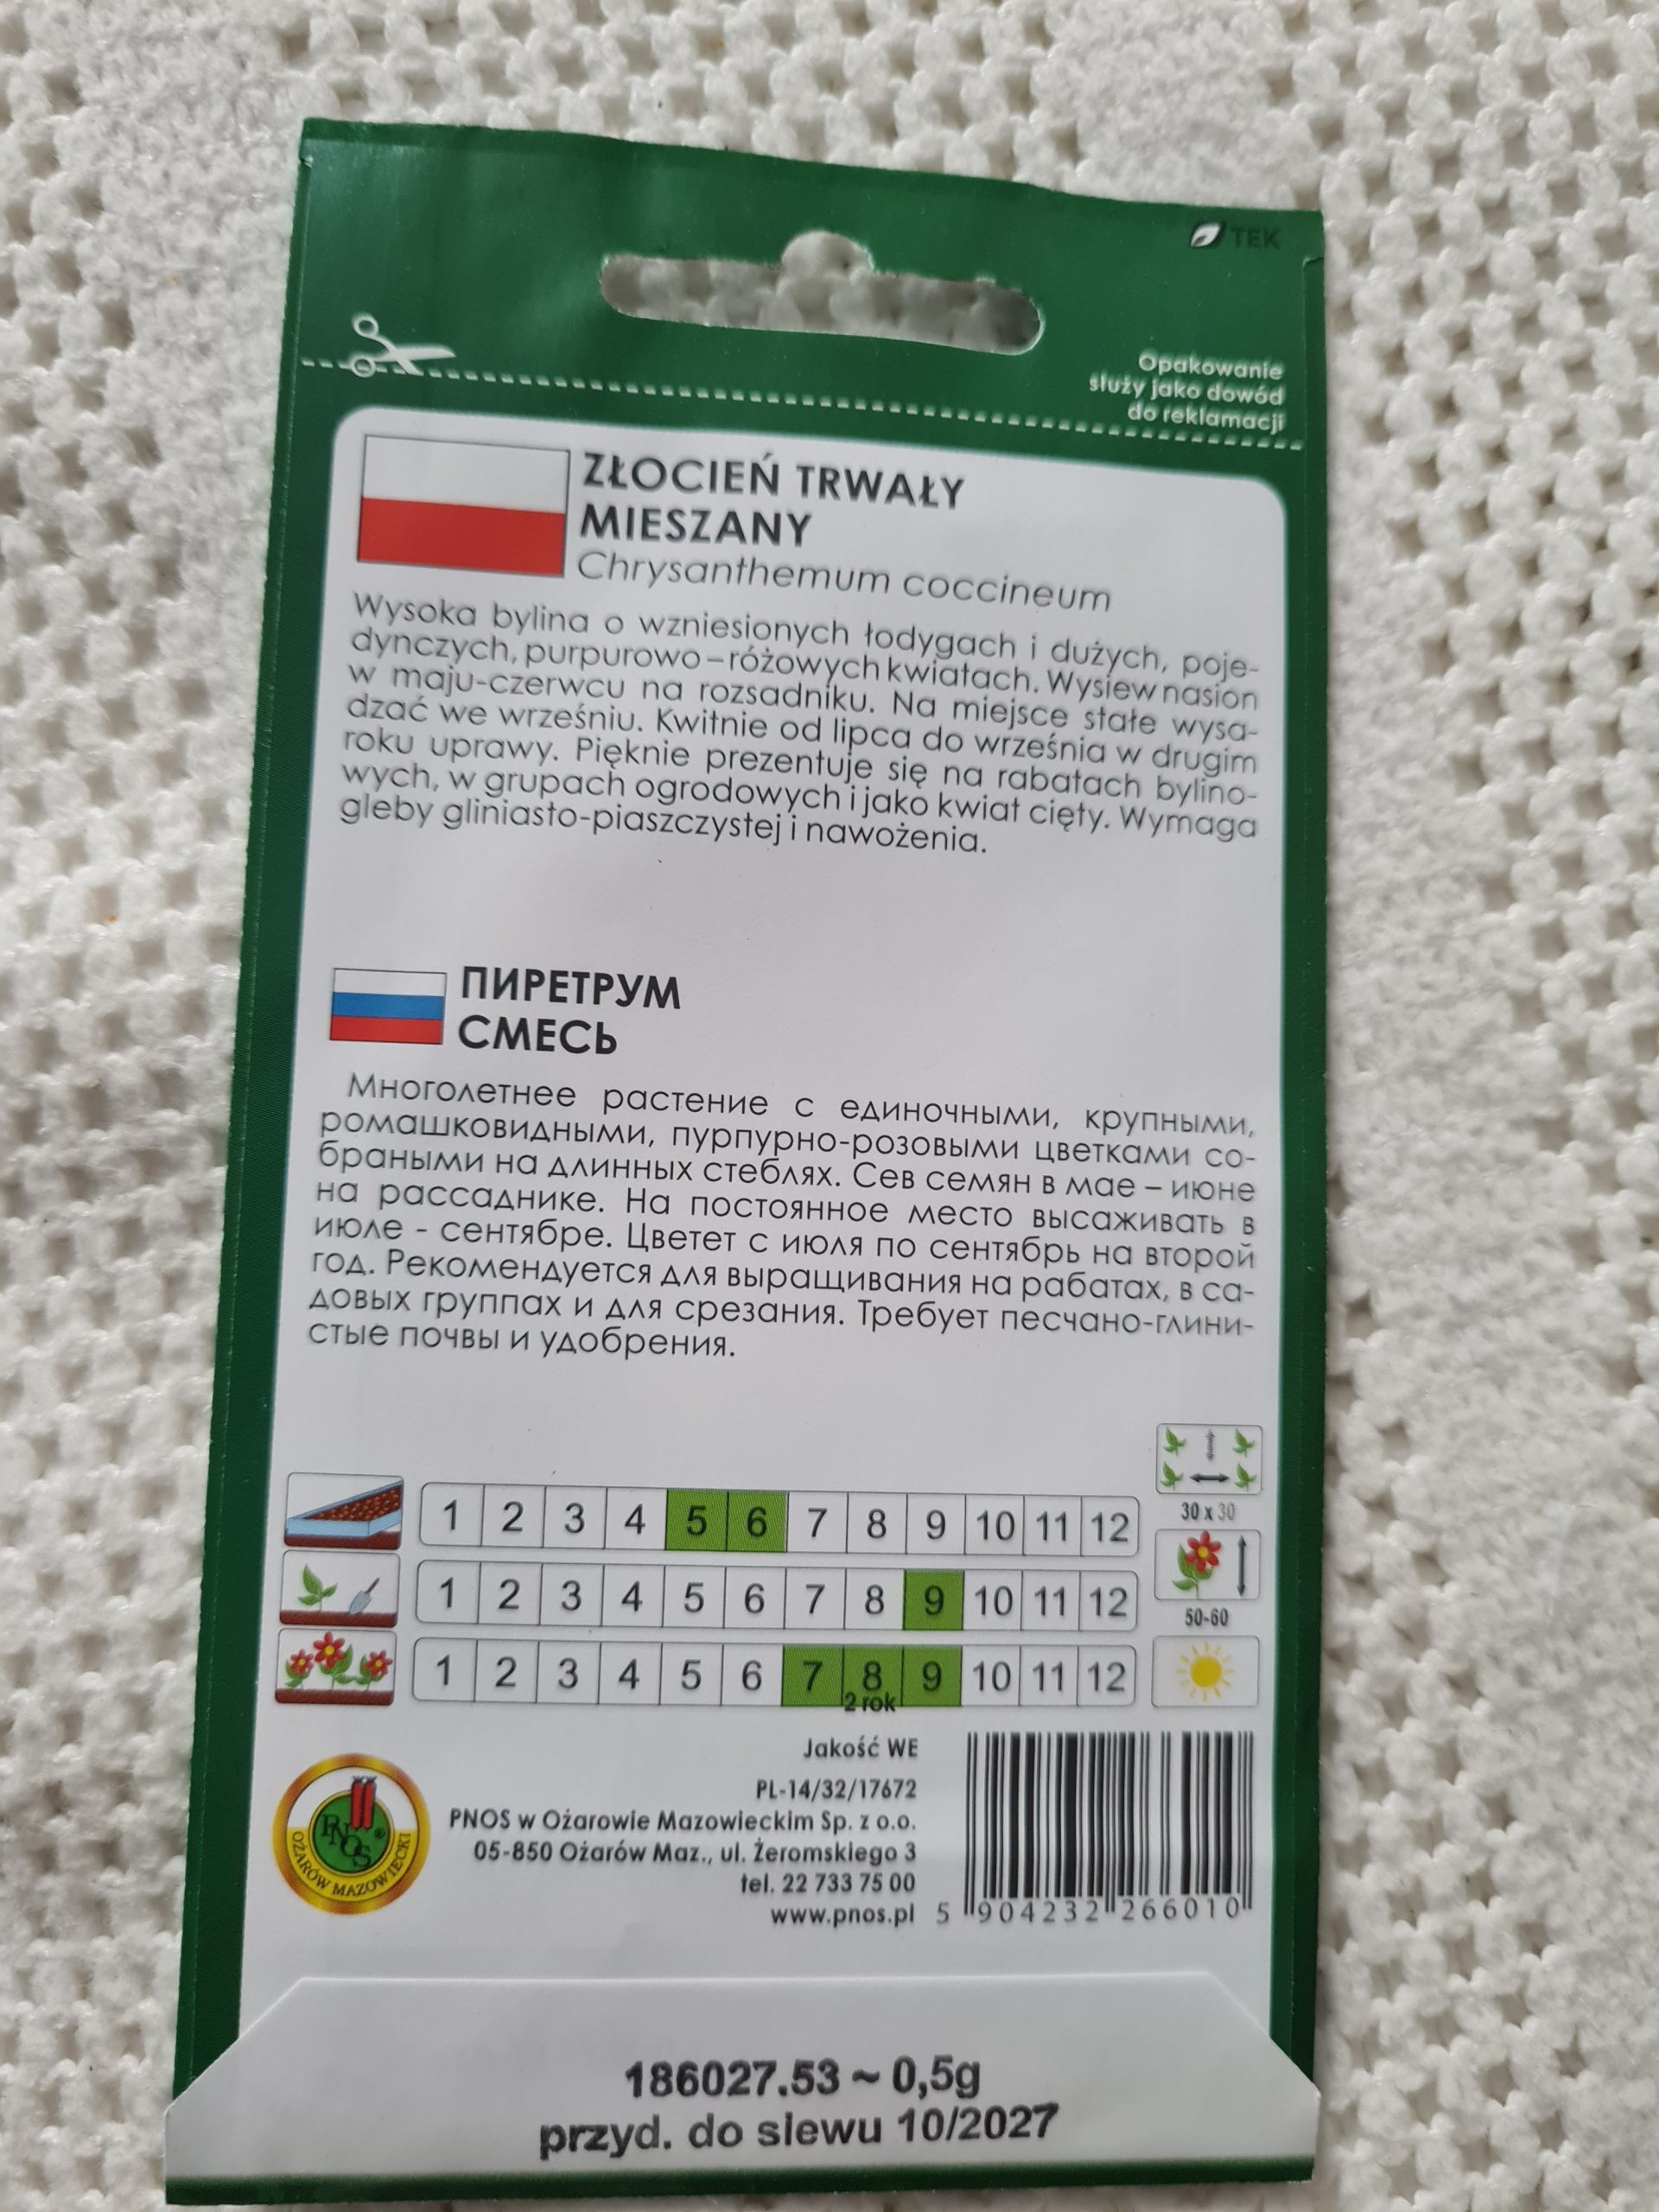 TEK
Opakowanie
służy jako dowód
do reklamacji
ZŁOCIEŃ TRWAŁY
MIESZANY
Chrysanthemum coccineum
Wysoka bylina o wzniesionych łodygach i dużych, poje-
dynczych, purpurowo–różowych kwiatach. Wysiew nasion
w maju-czerwcu na rozsadniku. Na miejsce stałe wysa-
dzać we wrześniu. Kwitnie od lipca do września w drugim
roku uprawy. Pięknie prezentuje się na rabatach bylino-
wych, w grupach ogrodowych i jako kwiat cięty. Wymaga
gleby gliniasto-piaszczystej i nawożenia.
ПИРЕТРУМ
СМЕСЬ
Многолетнее растение с единочными, крупными,
ромашковидными, пурпурно-розовыми цветками со-
браными на длинных стеблях. Сев семян в мае – июне
на рассаднике. На постоянное место высаживать в
июле - сентябре. Цветет с июля по сентябрь на второй
год. Рекомендуется для выращивания на рабатах, в са-
довых группах и для срезания. Требует песчано-глини-
стые почвы и удобрения.
1 2 3 4 5 6 7 8 9 10 11 12
30 x 30
1 2 3 4 5 6 7 8 9 10 11 12
50-60
1 2 3 4 5 6 7 8 9 10 11 12
2 rok
Jakość WE
PL-14/32/17672
PNOS w Ożarowie Mazowieckim Sp. z o.o.
05-850 Ożarów Maz., ul. Żeromskiego 3
tel. 22 733 75 00
www.pnos.pl
PNOS ®
OŻARÓW MAZOWIECKI
5 904232 266010
186027.53 ~ 0,5g
przyd. do siewu 10/2027